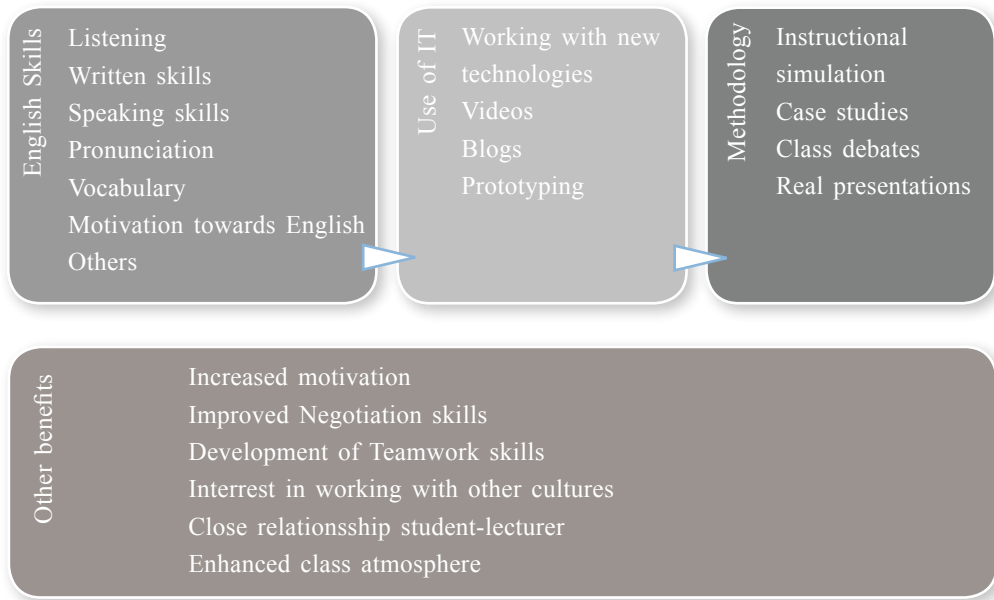 English Skills
Listening
Written skills
Speaking skills
Pronunciation
Vocabulary
Motivation towards English
Others
Use of IT
Working with new
technologies
Videos
Blogs
Prototyping
Methodology
Instructional
simulation
Case studies
Class debates
Real presentations
Other benefits
Increased motivation
Improved Negotiation skills
Development of Teamwork skills
Interrest in working with other cultures
Close relationsship student-lecturer
Enhanced class atmosphere